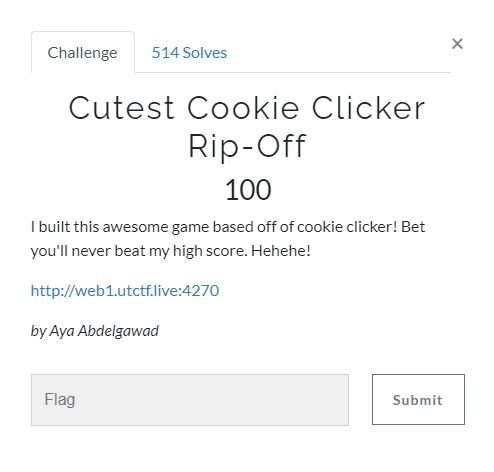 Challenge
514 Solves
×
Cutest Cookie Clicker
Rip-Off
100
I built this awesome game based off of cookie clicker! Bet
you'll never beat my high score. Hehehe!
http://web1.utctf.live:4270
by Aya Abdelgawad
Flag
Submit